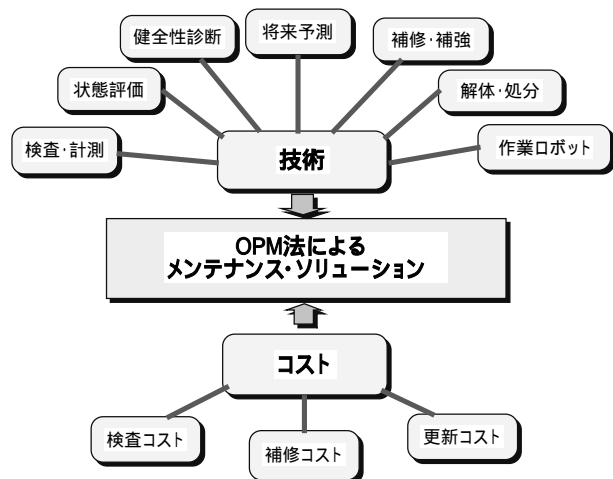 健全性診断
将来予測
補修・補強
状態評価
解体・処分
検査・計測
技術
作業ロボット
OPM法による
メンテナンス・ソリューション
コスト
検査コスト
補修コスト
更新コスト